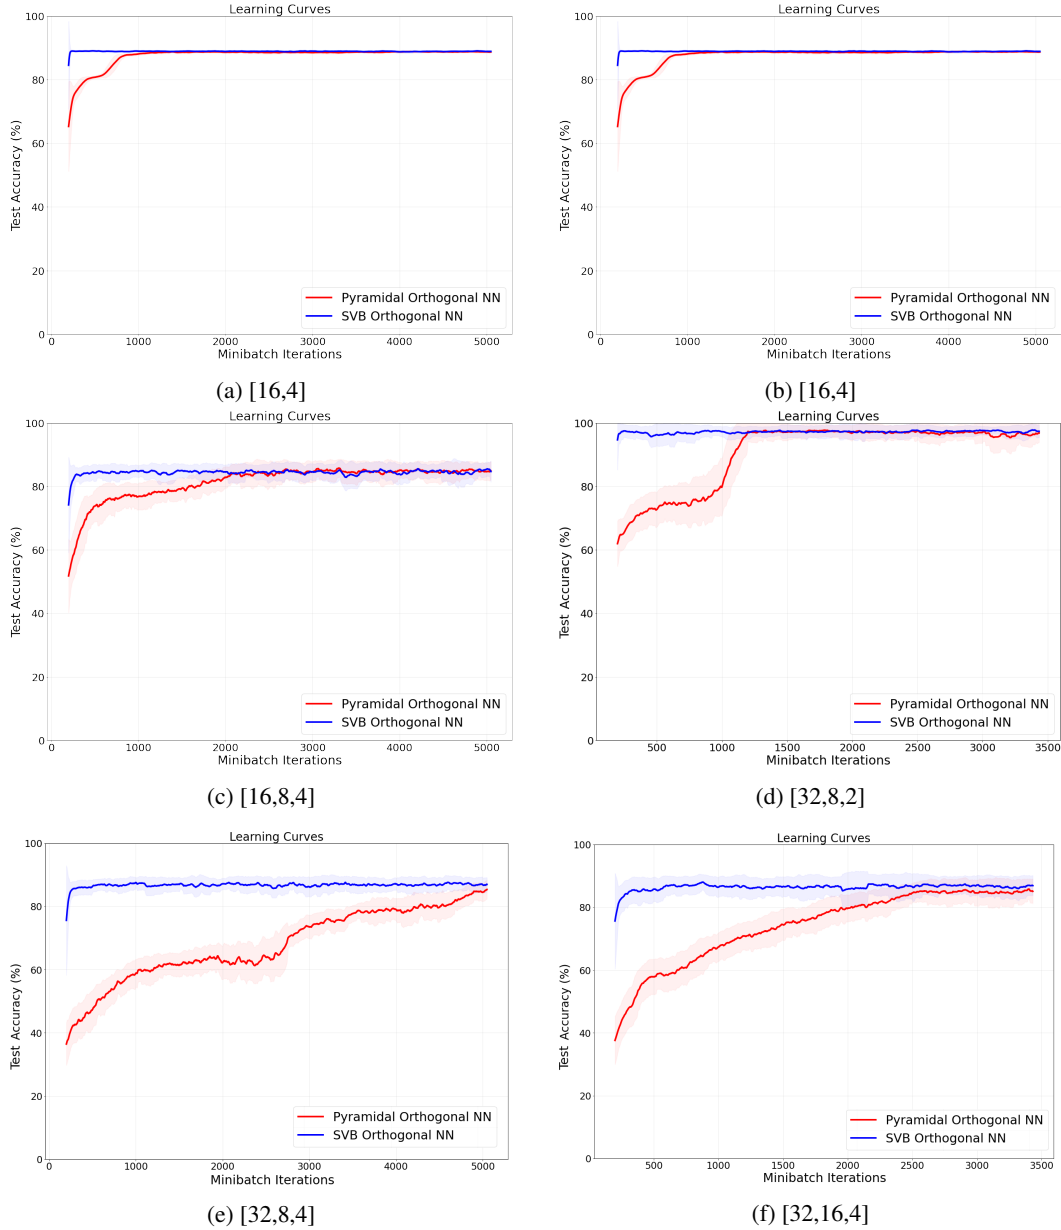 Learning Curves
100
80
60
40
20
0
Test Accuracy (%)
0 1000 2000 3000 4000 5000
Minibatch Iterations
Pyramidal Orthogonal NN
SVB Orthogonal NN
(a) [16,4]
Learning Curves
100
80
60
40
20
0
Test Accuracy (%)
0 1000 2000 3000 4000 5000
Minibatch Iterations
Pyramidal Orthogonal NN
SVB Orthogonal NN
(b) [16,4]
Learning Curves
100
80
60
40
20
0
Test Accuracy (%)
0 1000 2000 3000 4000 5000
Minibatch Iterations
Pyramidal Orthogonal NN
SVB Orthogonal NN
(c) [16,8,4]
Learning Curves
100
80
60
40
20
0
Test Accuracy (%)
500 1000 1500 2000 2500 3000 3500
Minibatch Iterations
Pyramidal Orthogonal NN
SVB Orthogonal NN
(d) [32,8,2]
Learning Curves
100
80
60
40
20
0
Test Accuracy (%)
0 1000 2000 3000 4000 5000
Minibatch Iterations
Pyramidal Orthogonal NN
SVB Orthogonal NN
(e) [32,8,4]
Learning Curves
100
80
60
40
20
0
Test Accuracy (%)
500 1000 1500 2000 2500 3000 3500
Minibatch Iterations
Pyramidal Orthogonal NN
SVB Orthogonal NN
(f) [32,16,4]